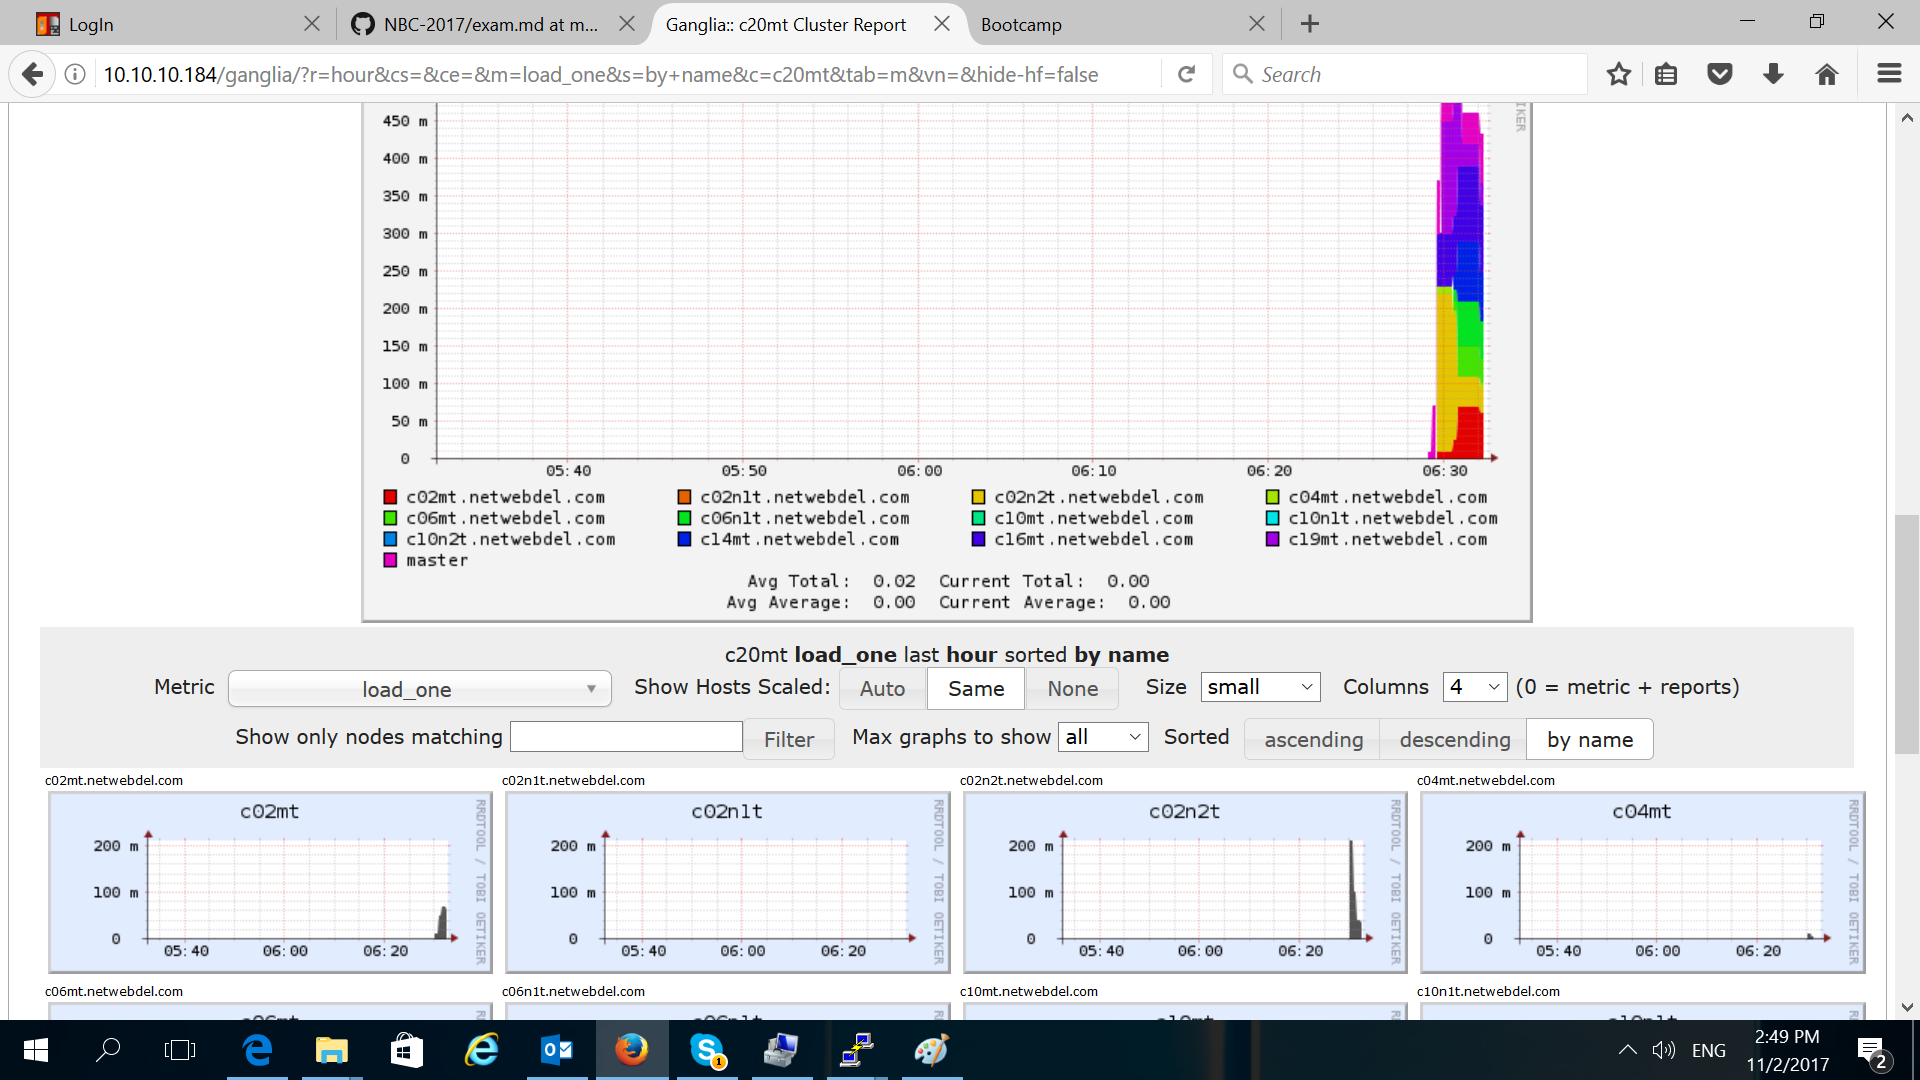 LogIn
NBC-2017/exam.md at m...
Ganglia:: c20mt Cluster Report
Bootcamp
10.10.10.184/ganglia/?r=hour&cs=&ce=&m=load_one&s=by+name&c=c20mt&tab=m&vn=&hide-hf=false
Search
IKER
450 m
400 m
350 m
300 m
250 m
200 m
150 m
100 m
50 m
0
05:40 05:50 06:00 06:10 06:20 06:30
c02mt.netwebdel.com c02n1t.netwebdel.com c02n2t.netwebdel.com c04mt.netwebdel.com
c06mt.netwebdel.com c06n1t.netwebdel.com c10mt.netwebdel.com c10n1t.netwebdel.com
c10n2t.netwebdel.com c14mt.netwebdel.com c16mt.netwebdel.com c19mt.netwebdel.com
master
Avg Total: 0.02 Current Total: 0.00
Avg Average: 0.00 Current Average: 0.00
c20mt load_one last hour sorted by name
Metric load_one Show Hosts Scaled: Auto Same None Size small Columns 4 (0 = metric + reports)
Show only nodes matching Filter Max graphs to show all Sorted ascending descending by name
c02mt.netwebdel.com
c02mt
200 m
100 m
0
05:40 06:00 06:20
RRDTOOL / TOBI OETIKER
c02n1t.netwebdel.com
c02n1t
200 m
100 m
0
05:40 06:00 06:20
RRDTOOL / TOBI OETIKER
c02n2t.netwebdel.com
c02n2t
200 m
100 m
0
05:40 06:00 06:20
RRDTOOL / TOBI OETIKER
c04mt.netwebdel.com
c04mt
200 m
100 m
0
05:40 06:00 06:20
RRDTOOL / TOBI OETIKER
c06mt.netwebdel.com
c06n1t.netwebdel.com
c10mt.netwebdel.com
c10n1t.netwebdel.com
ENG
2:49 PM
11/2/2017
2
1